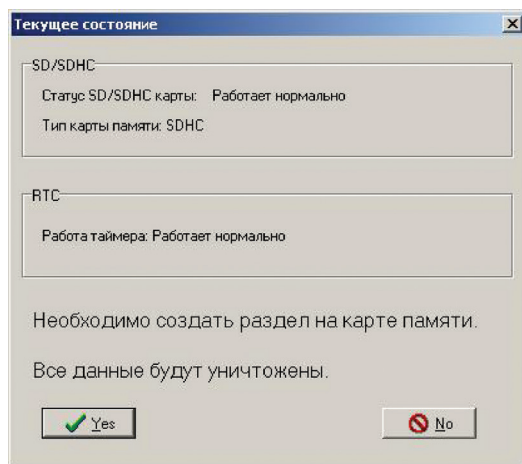 Текущее состояние
SD/SDHC
Статус SD/SDHC карты: Работает нормально
Тип карты памяти: SDHC
RTC
Работа таймера: Работает нормально
Необходимо создать раздел на карте памяти.
Все данные будут уничтожены.
Yes No